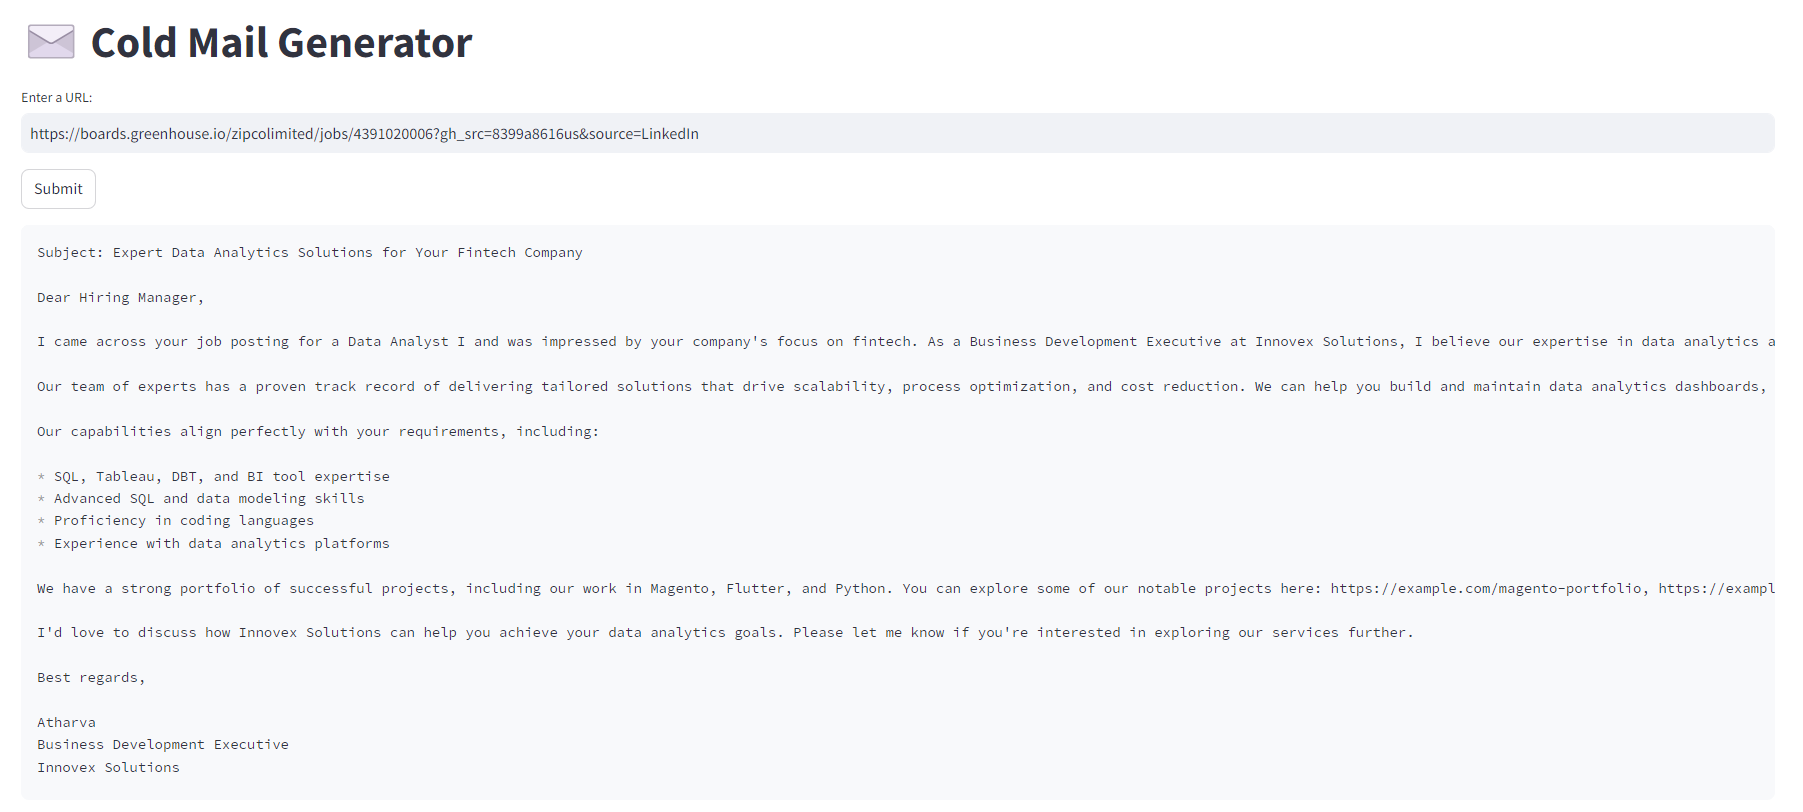 Cold Mail Generator
Enter a URL:
https://boards.greenhouse.io/zipcolimited/jobs/4391020006?gh_src=8399a8616us&source=LinkedIn
Submit
Subject: Expert Data Analytics Solutions for Your Fintech Company
Dear Hiring Manager,
I came across your job posting for a Data Analyst I and was impressed by your company's focus on fintech. As a Business Development Executive at Innovex Solutions, I believe our expertise in data analytics a
Our team of experts has a proven track record of delivering tailored solutions that drive scalability, process optimization, and cost reduction. We can help you build and maintain data analytics dashboards,
Our capabilities align perfectly with your requirements, including:
* SQL, Tableau, DBT, and BI tool expertise
* Advanced SQL and data modeling skills
* Proficiency in coding languages
* Experience with data analytics platforms
We have a strong portfolio of successful projects, including our work in Magento, Flutter, and Python. You can explore some of our notable projects here: https://example.com/magento-portfolio, https://exampl
I'd love to discuss how Innovex Solutions can help you achieve your data analytics goals. Please let me know if you're interested in exploring our services further.
Best regards,
Atharva
Business Development Executive
Innovex Solutions